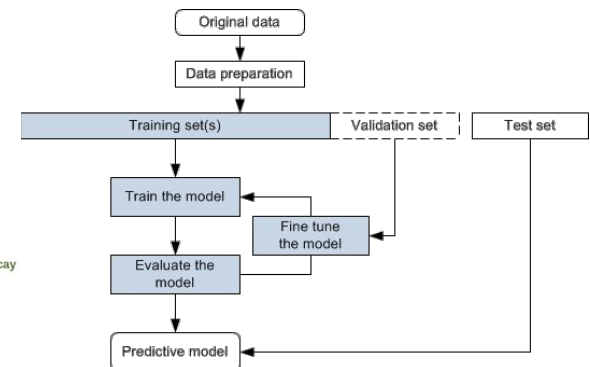 Original data
Data preparation
Training set(s)
Validation set
Test set
Train the model
Fine tune
the model
Evaluate the
model
cay
Predictive model